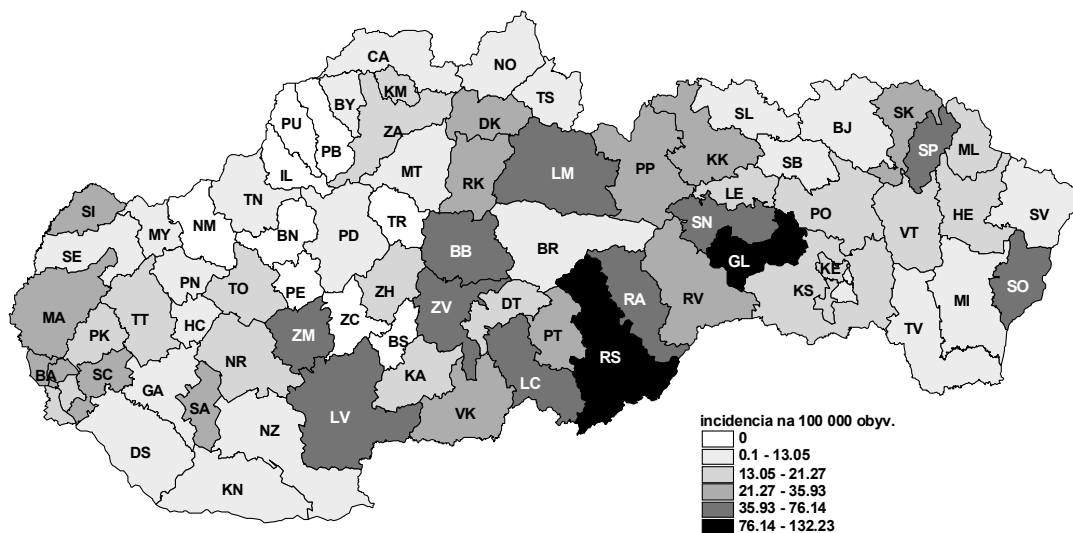 CA
NO
KM
BY
TS
PU
ZA
DK
SL
BJ
SK
PB
SP
ML
IL
MT
RK
LM
PP
KK
SB
LE
SI
TN
NM
TR
MY
BN
PD
SN
PO
HE
SV
VT
SE
BB
BR
GL
PN
TO
PE
ZH
KE
MA
ZV
DT
RA
RV
KS
SO
TT
HC
ZM
ZC
BS
PT
MI
PK
RS
TV
BA
SC
NR
KA
LC
GA
SA
LV
VK
NZ
DS
KN
incidencia na 100 000 obyv.
0
0.1 - 13.05
13.05 - 21.27
21.27 - 35.93
35.93 - 76.14
76.14 - 132.23